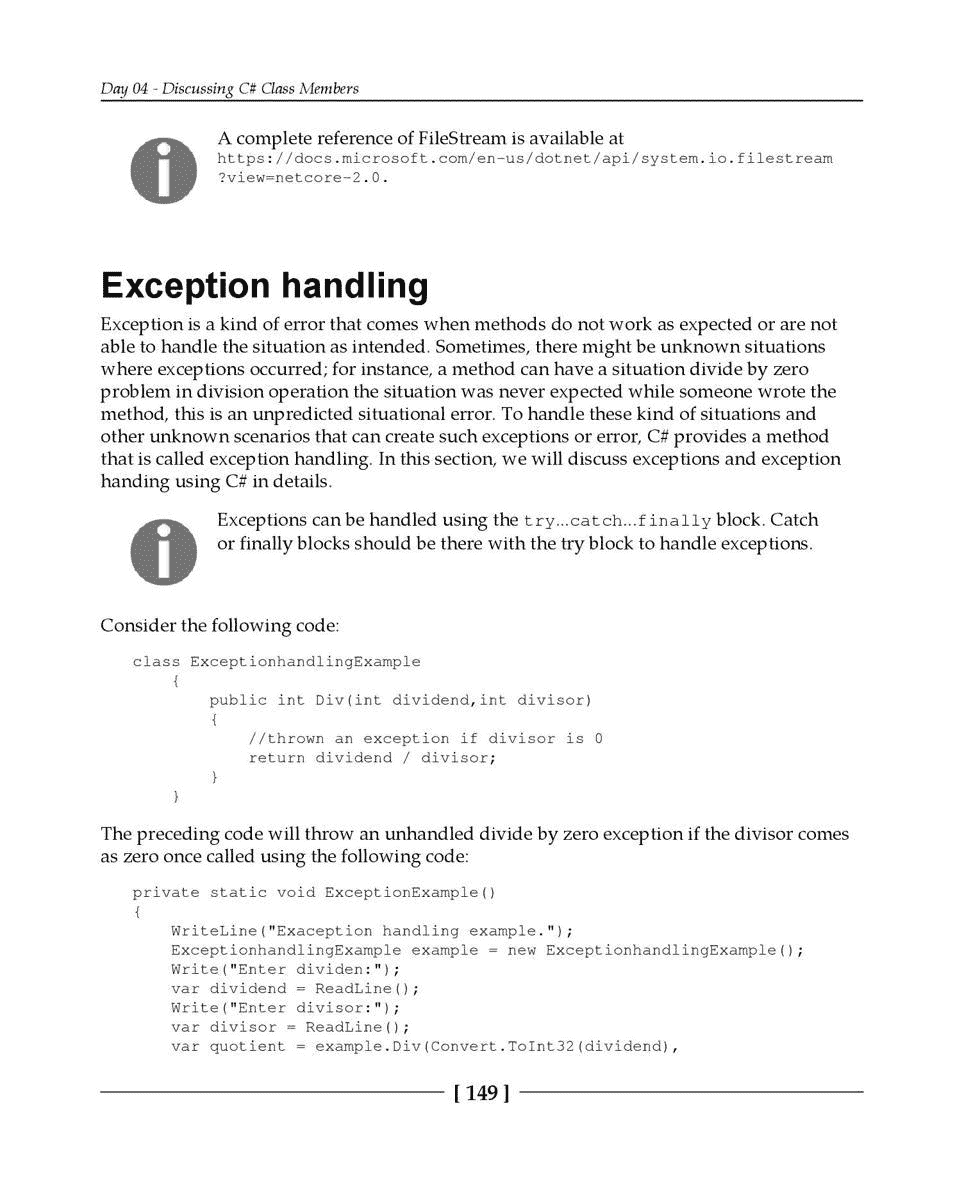 Day 04 - Discussing C# Class Members
A complete reference of FileStream is available at
https://docs.microsoft.com/en-us/dotnet/api/system.io.filestream
?view=netcore-2.0.
Exception handling
Exception is a kind of error that comes when methods do not work as expected or are not
able to handle the situation as intended. Sometimes, there might be unknown situations
where exceptions occurred; for instance, a method can have a situation divide by zero
problem in division operation the situation was never expected while someone wrote the
method, this is an unpredicted situational error. To handle these kind of situations and
other unknown scenarios that can create such exceptions or error, C# provides a method
that is called exception handling. In this section, we will discuss exceptions and exception
handing using C# in details.
Exceptions can be handled using the try...catch...finally block. Catch
or finally blocks should be there with the try block to handle exceptions.
Consider the following code:
class ExceptionhandlingExample
{
public int Div(int dividend,int divisor)
{
//thrown an exception if divisor is 0
return dividend / divisor;
}
}
The preceding code will throw an unhandled divide by zero exception if the divisor comes
as zero once called using the following code:
private static void ExceptionExample()
{
WriteLine("Exaception handling example.");
ExceptionhandlingExample example = new ExceptionhandlingExample();
Write("Enter dividen:");
var dividend = ReadLine();
Write("Enter divisor:");
var divisor = ReadLine();
var quotient = example.Div(Convert.ToInt32(dividend),
[ 149 ]